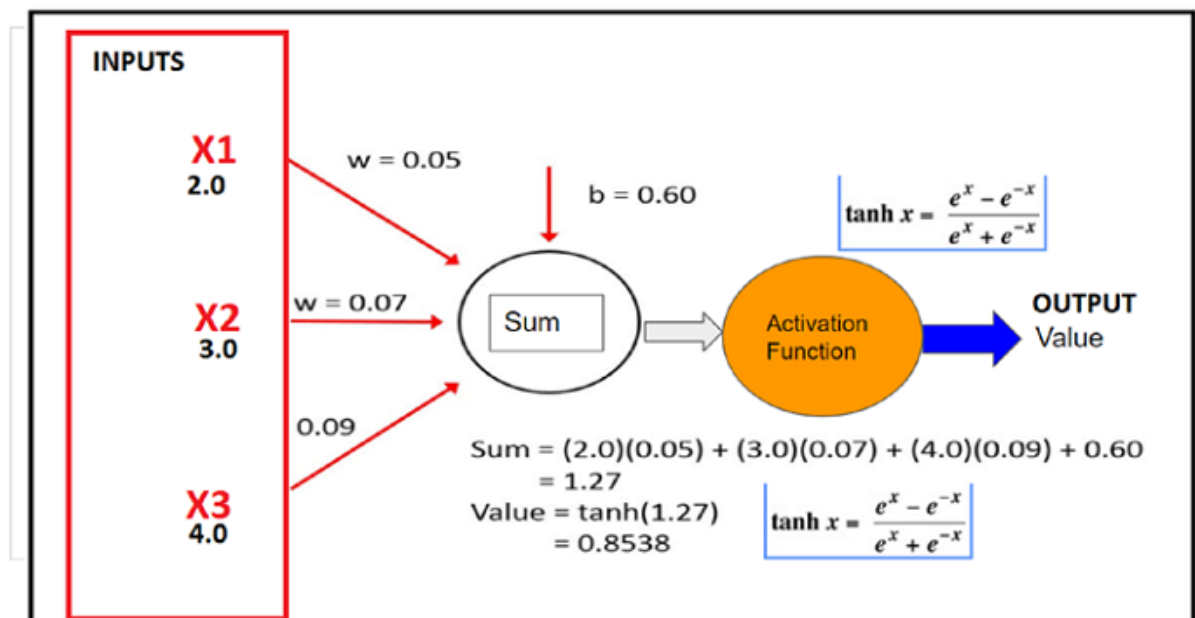 INPUTS
X1
2.0
w = 0.05
b = 0.60
tanh x = (e^x − e^−x) / (e^x + e^−x)
X2
3.0
w = 0.07
Sum
Activation
Function
OUTPUT
Value
X3
4.0
0.09
Sum = (2.0)(0.05) + (3.0)(0.07) + (4.0)(0.09) + 0.60
= 1.27
Value = tanh(1.27)
= 0.8538
tanh x = (e^x − e^−x) / (e^x + e^−x)